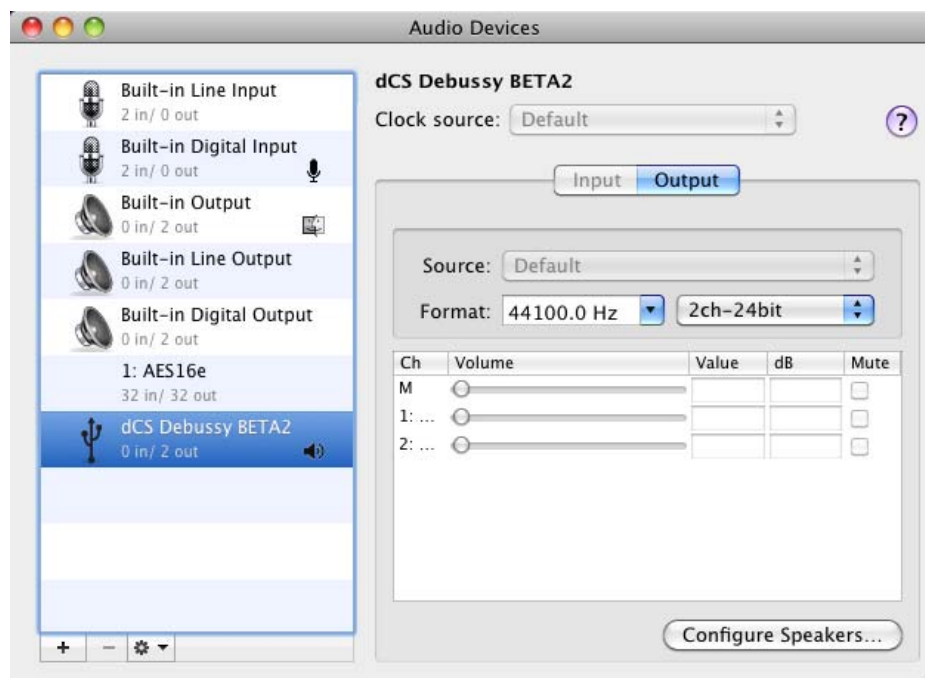 Audio Devices
Built-in Line Input
2 in/ 0 out
Built-in Digital Input
2 in/ 0 out
Built-in Output
0 in/ 2 out
Built-in Line Output
0 in/ 2 out
Built-in Digital Output
0 in/ 2 out
1: AES16e
32 in/ 32 out
dCS Debussy BETA2
0 in/ 2 out
+ −
dCS Debussy BETA2
Clock source: Default ?
Input Output
Source: Default
Format: 44100.0 Hz 2ch-24bit
Ch Volume Value dB Mute
M
1: ...
2: ...
Configure Speakers...